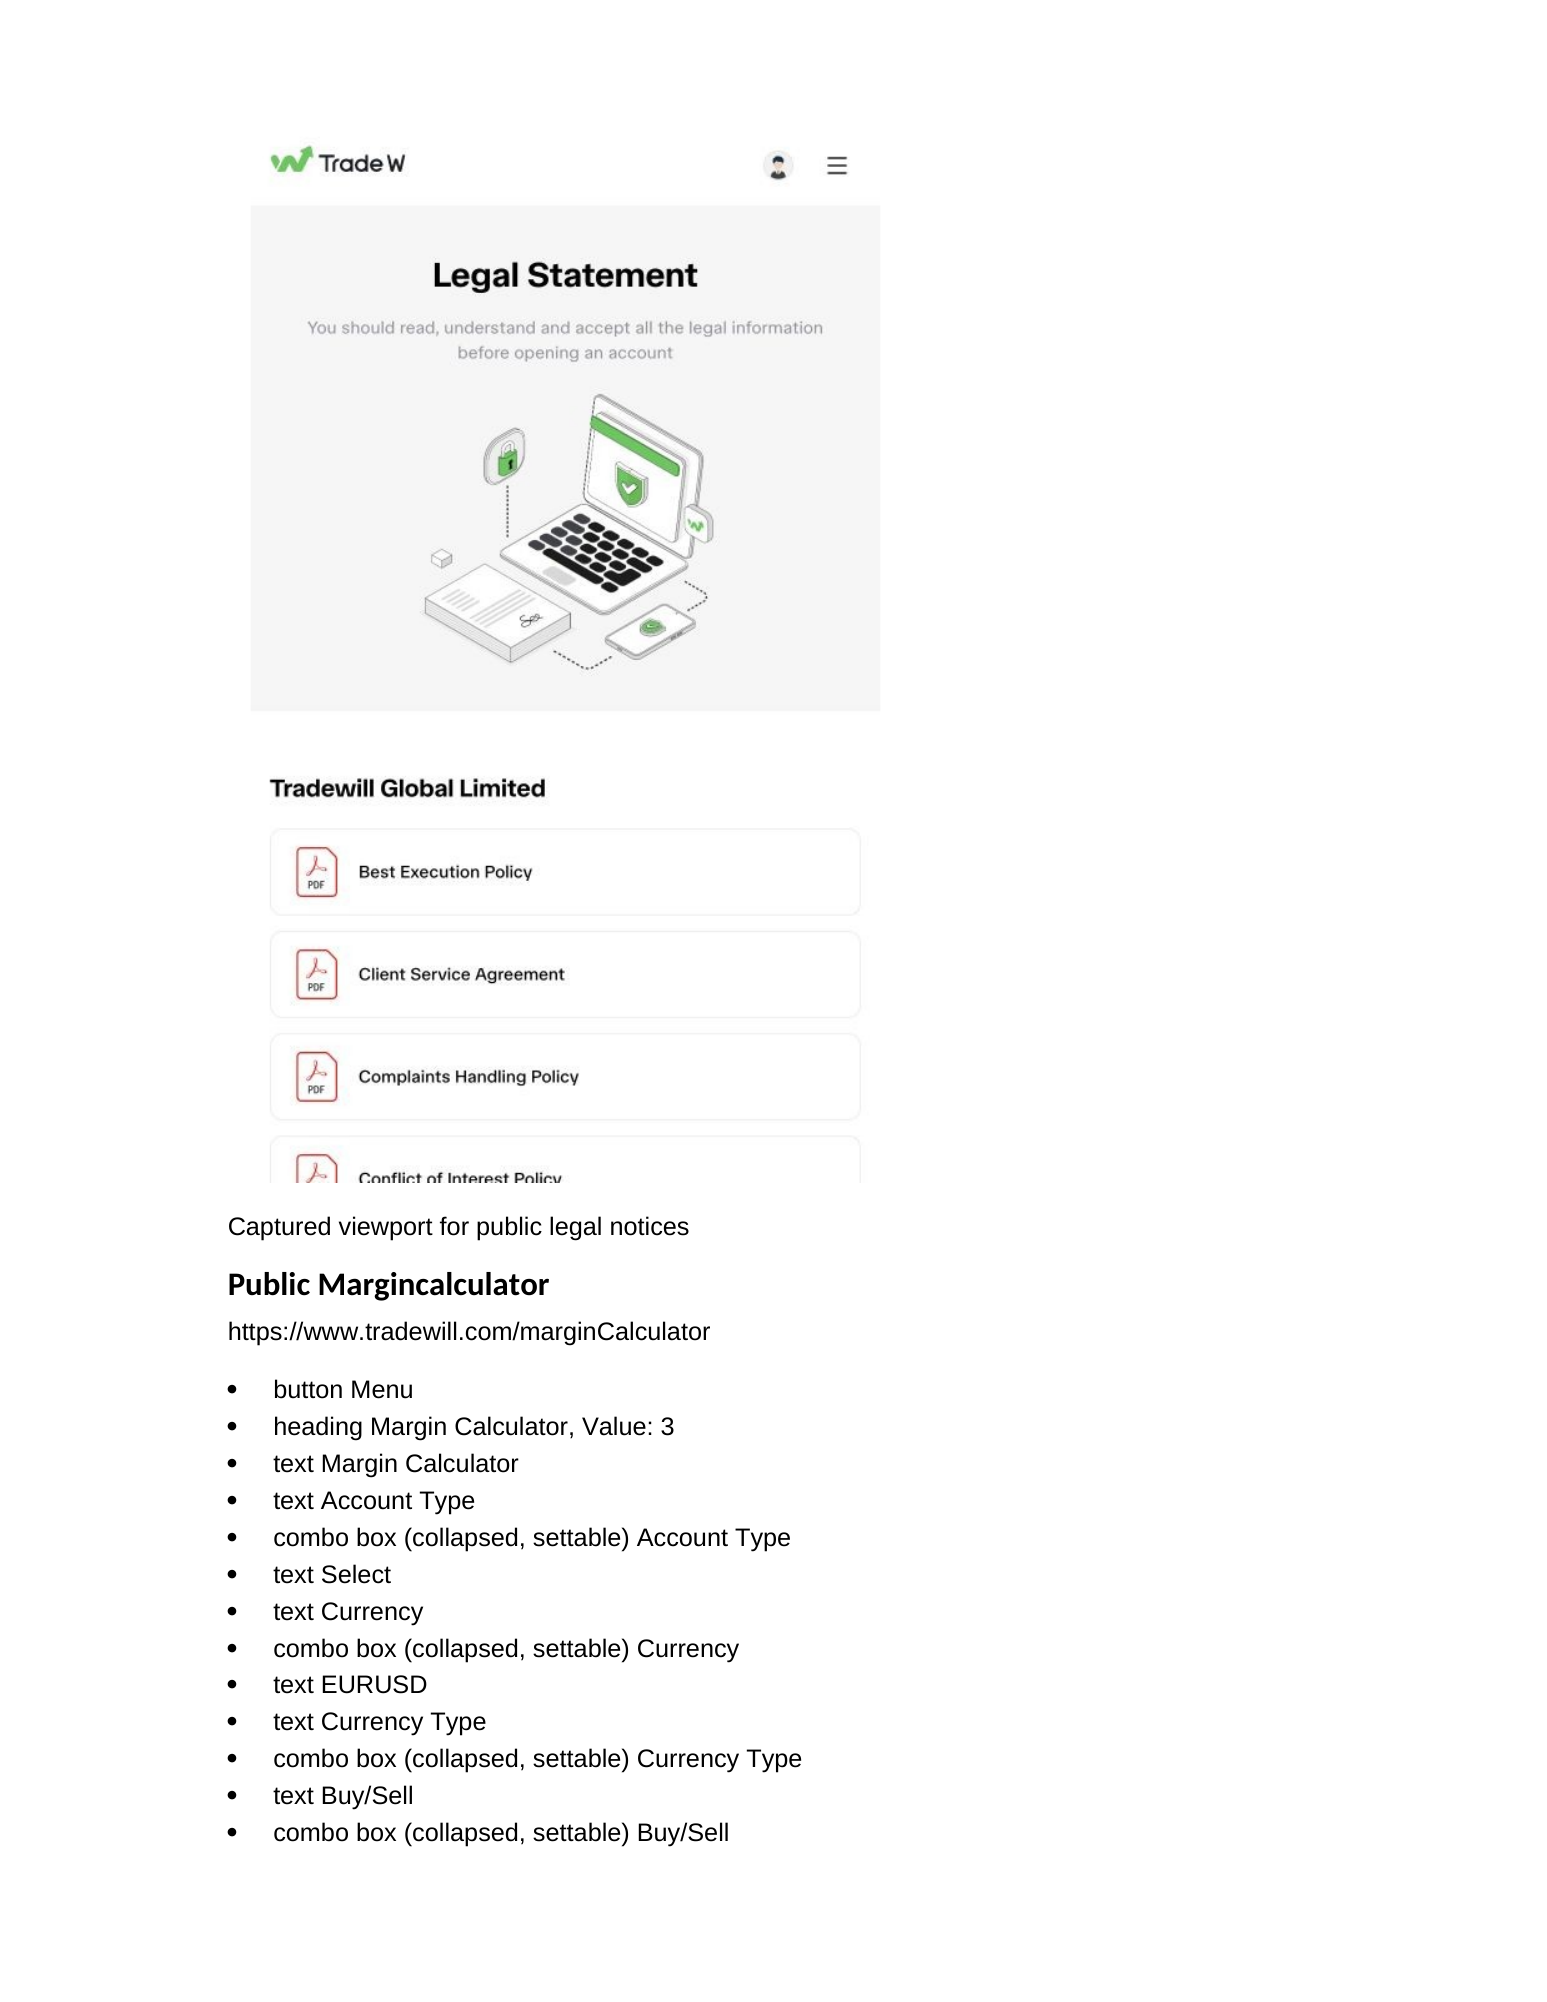 Trade W
Legal Statement
You should read, understand and accept all the legal information
before opening an account
Tradewill Global Limited
PDF
Best Execution Policy
PDF
Client Service Agreement
PDF
Complaints Handling Policy
Conflict of Interest Policy
Captured viewport for public legal notices
Public Margincalculator
https://www.tradewill.com/marginCalculator
• button Menu
• heading Margin Calculator, Value: 3
• text Margin Calculator
• text Account Type
• combo box (collapsed, settable) Account Type
• text Select
• text Currency
• combo box (collapsed, settable) Currency
• text EURUSD
• text Currency Type
• combo box (collapsed, settable) Currency Type
• text Buy/Sell
• combo box (collapsed, settable) Buy/Sell